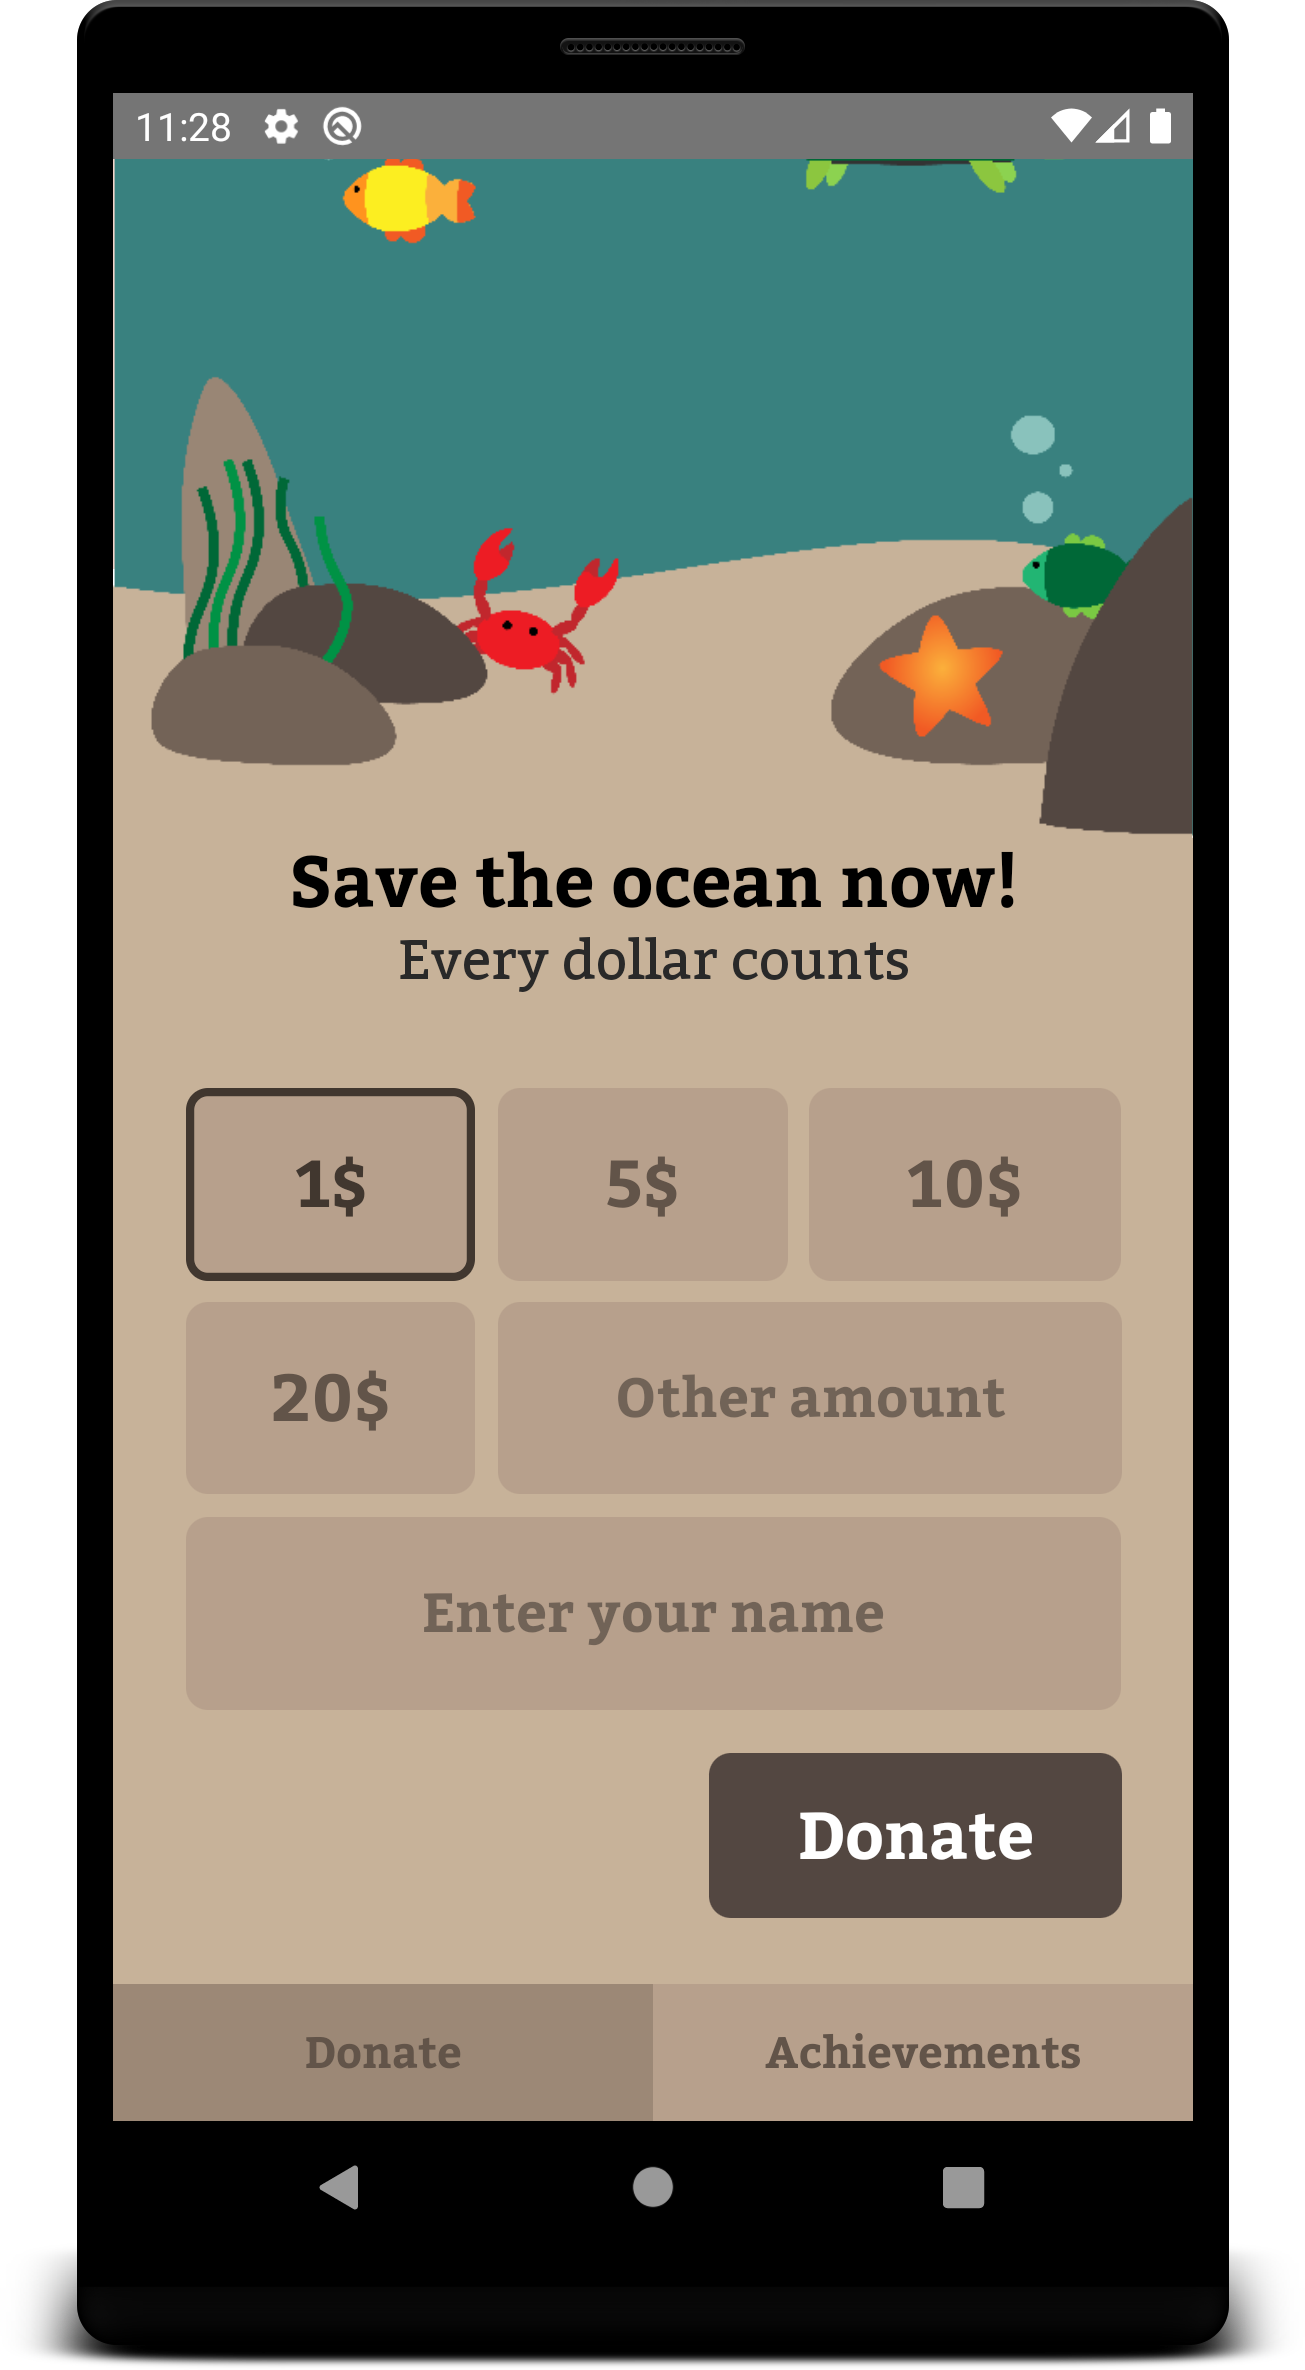 11:28
Save the ocean now!
Every dollar counts
1$ 5$ 10$
20$ Other amount
Enter your name
Donate
Donate Achievements